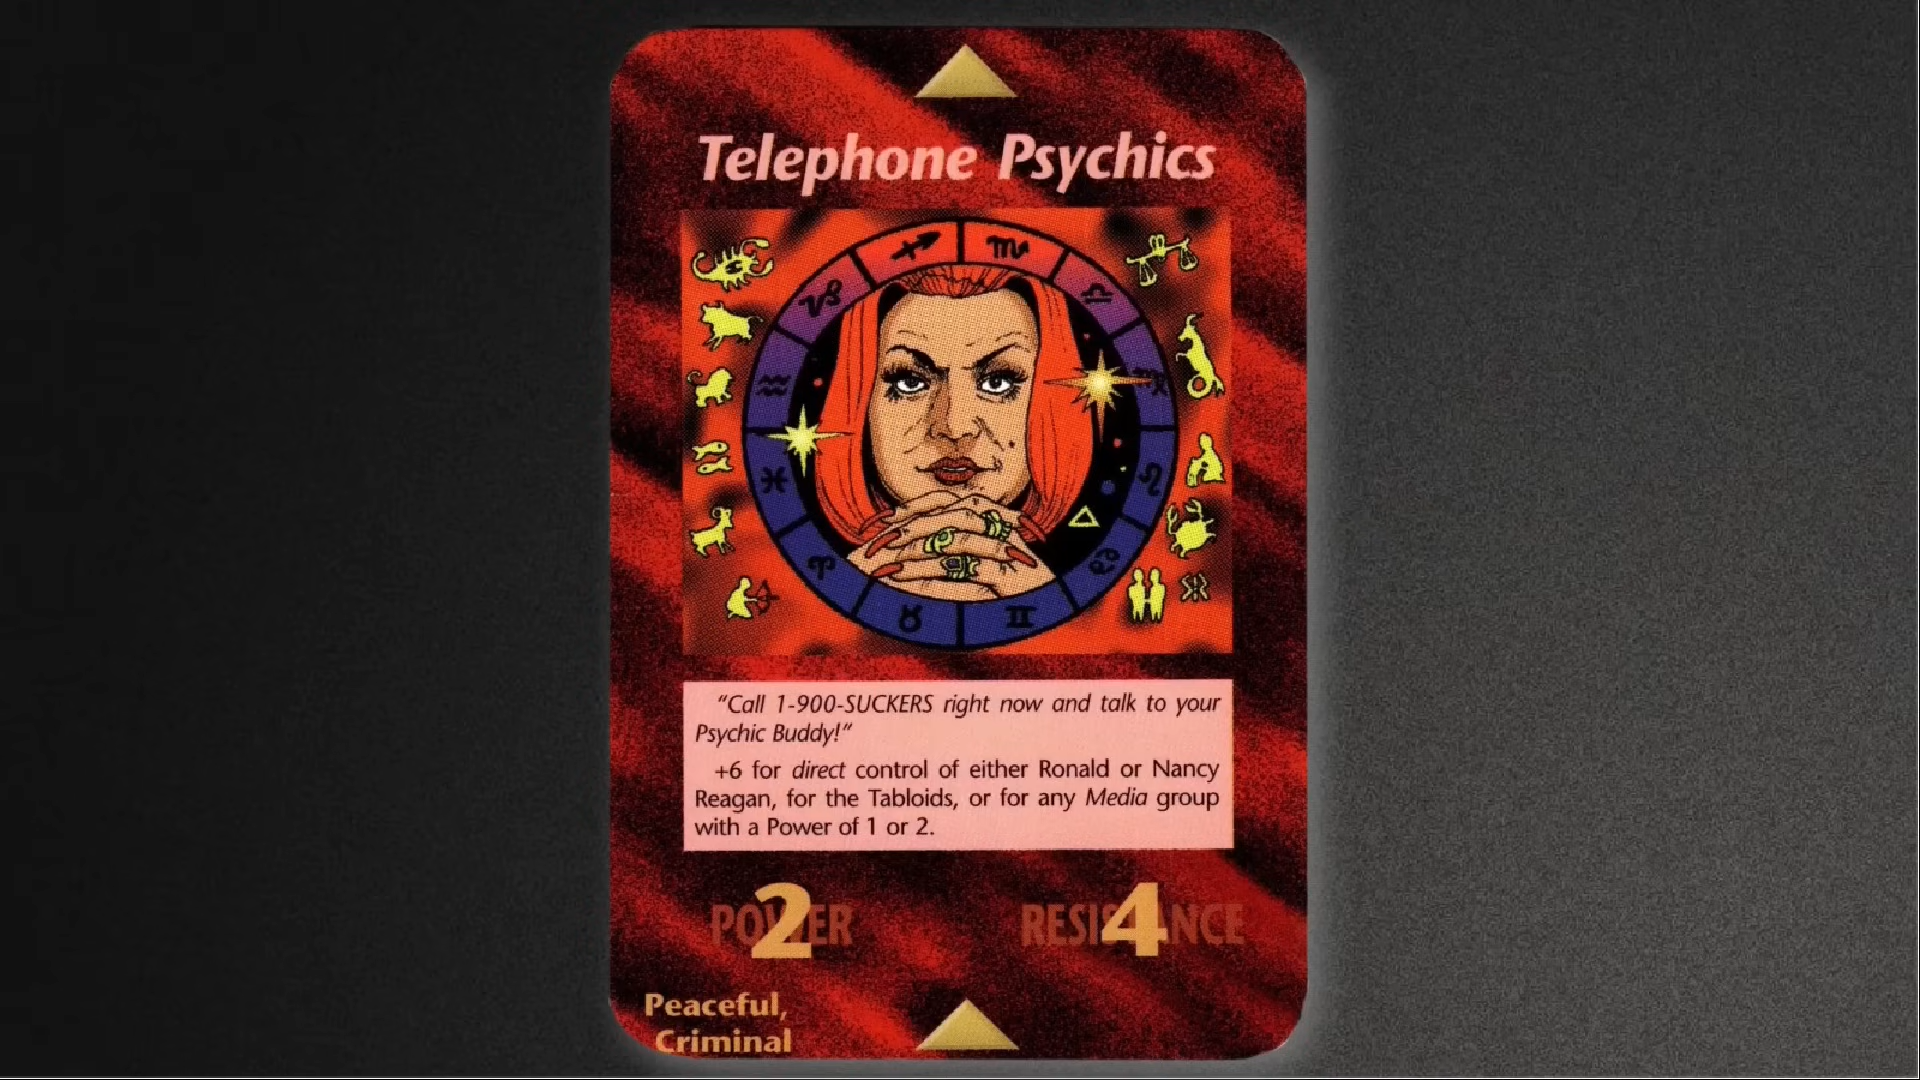 Telephone Psychics
“Call 1-900-SUCKERS right now and talk to your
Psychic Buddy!”
+6 for direct control of either Ronald or Nancy
Reagan, for the Tabloids, or for any Media group
with a Power of 1 or 2.
POWER 2
RESISTANCE 4
Peaceful,
Criminal